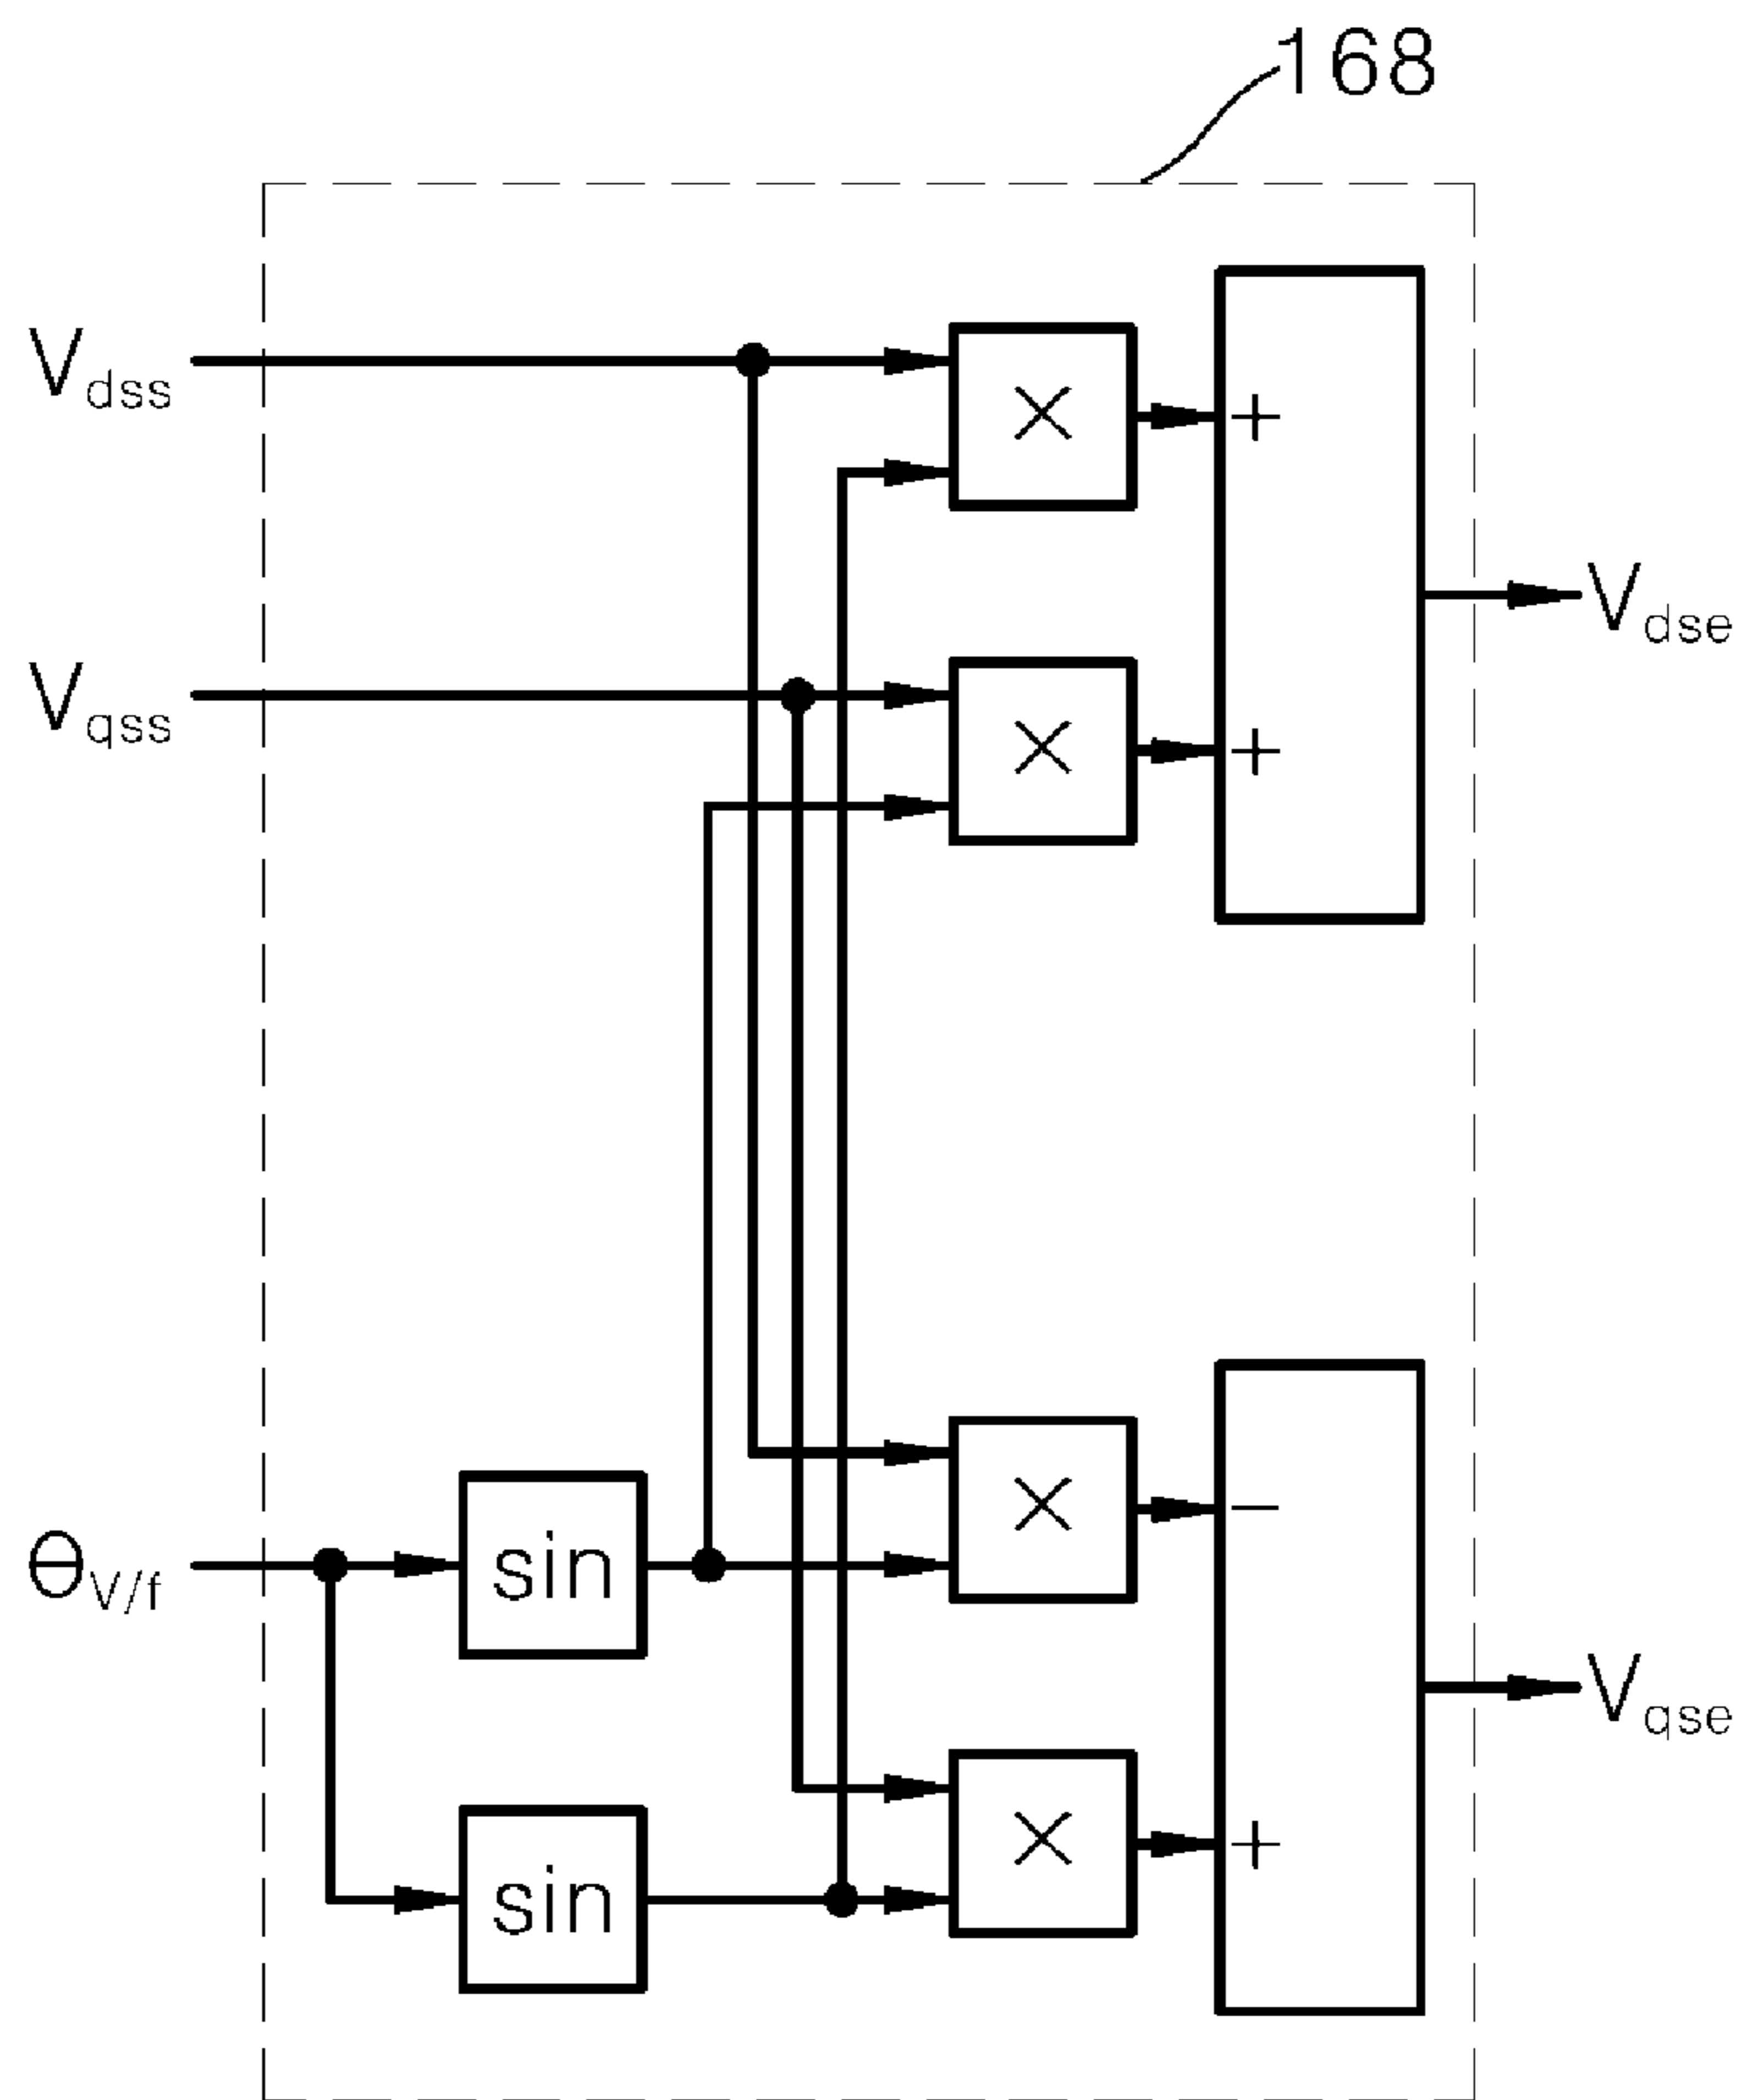 168
Vdss
×
+
Vdse
Vqss
×
+
×
−
θV/f
sin
Vqse
×
+
sin